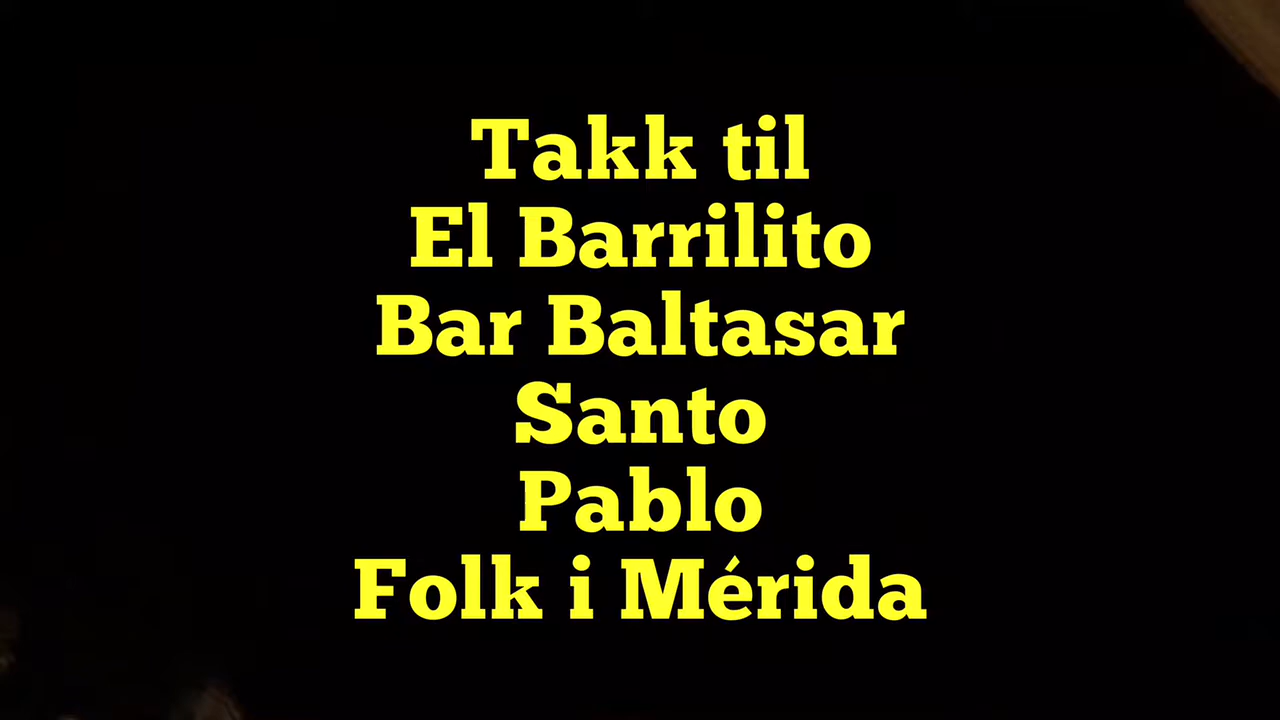 Takk til
El Barrilito
Bar Baltasar
Santo
Pablo
Folk i Mérida